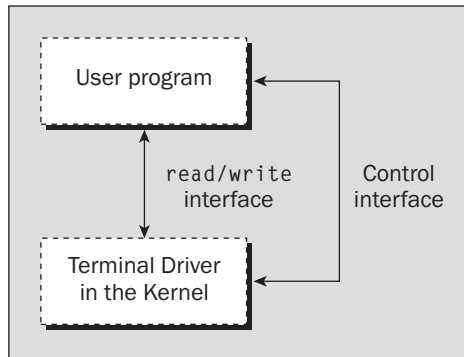 User program
read/write
interface
Control
interface
Terminal Driver
in the Kernel